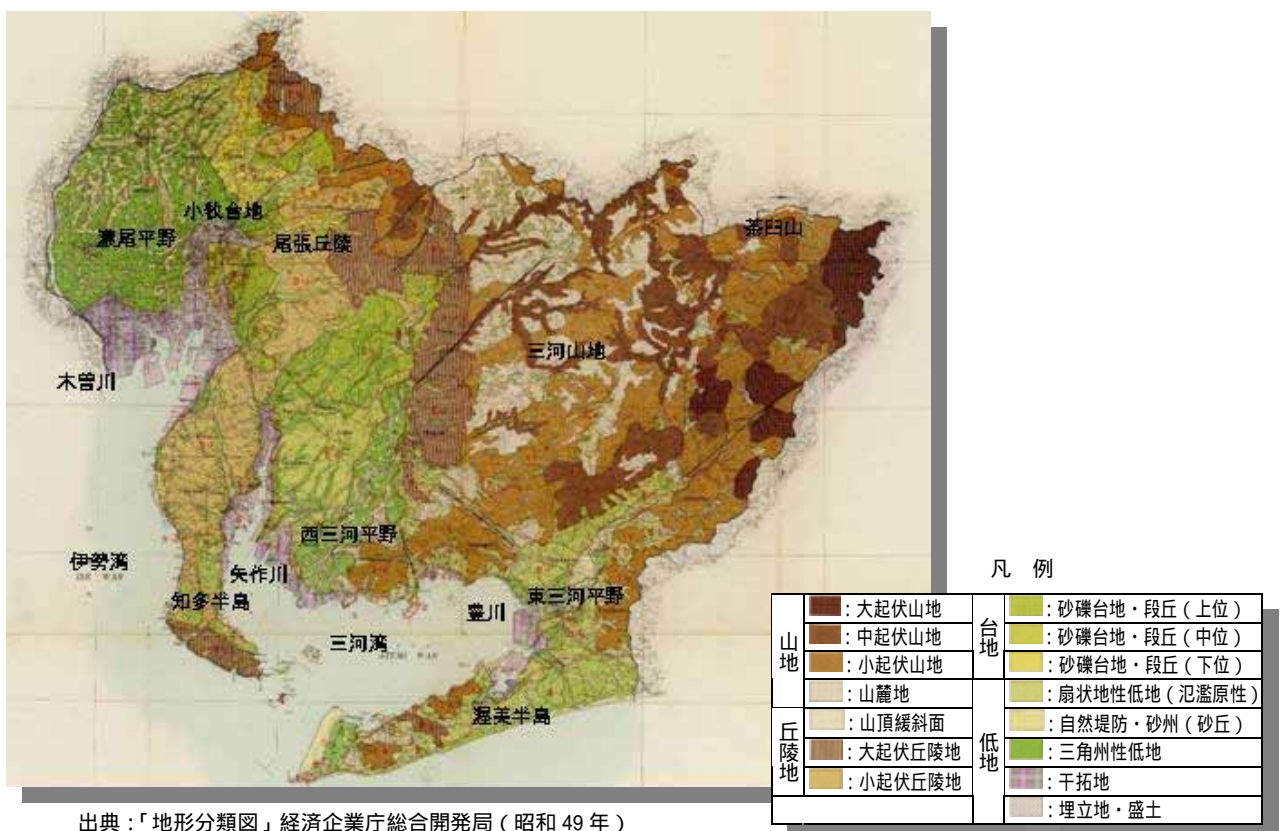 小牧台地
濃尾平野
尾張丘陵
茶臼山
三河山地
木曽川
西三河平野
伊勢湾
矢作川
知多半島
豊川
東三河平野
三河湾
渥美半島
凡 例
山地
:大起伏山地
:中起伏山地
:小起伏山地
:山麓地
丘陵地
:山頂緩斜面
:大起伏丘陵地
:小起伏丘陵地
台地
:砂礫台地・段丘(上位)
:砂礫台地・段丘(中位)
:砂礫台地・段丘(下位)
低地
:扇状地性低地(氾濫原性)
:自然堤防・砂州(砂丘)
:三角州性低地
:干拓地
:埋立地・盛土
出典:「地形分類図」経済企業庁総合開発局(昭和 49 年)